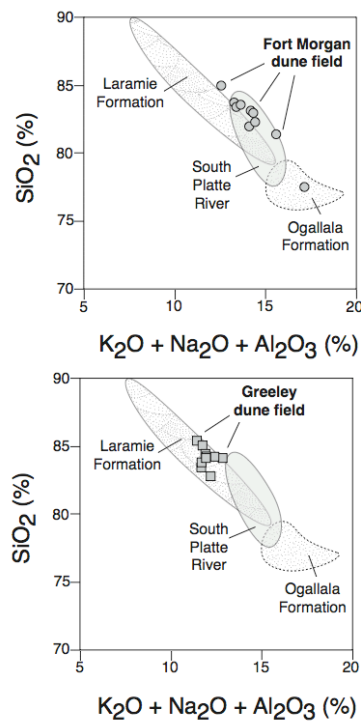 90
Fort Morgan
dune field
Laramie
Formation
85
SiO₂ (%)
80
South
Platte
River
75
Ogallala
Formation
70
5 10 15 20
K₂O + Na₂O + Al₂O₃ (%)
90
Greeley
dune field
Laramie
Formation
85
SiO₂ (%)
80
South
Platte
River
75
Ogallala
Formation
70
5 10 15 20
K₂O + Na₂O + Al₂O₃ (%)